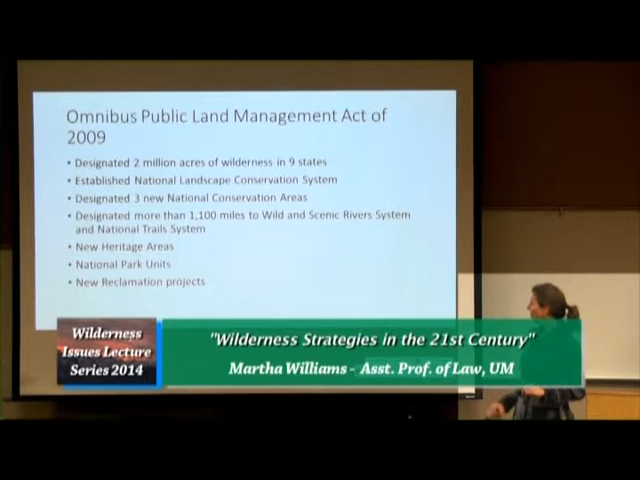 Omnibus Public Land Management Act of
2009
• Designated 2 million acres of wilderness in 9 states
• Established National Landscape Conservation System
• Designated 3 new National Conservation Areas
• Designated more than 1,100 miles to Wild and Scenic Rivers System
and National Trails System
• New Heritage Areas
• National Park Units
• New Reclamation projects
Wilderness
Issues Lecture
Series 2014
"Wilderness Strategies in the 21st Century"
Martha Williams - Asst. Prof. of Law, UM